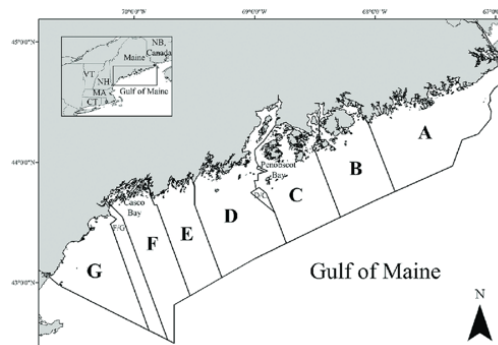 70°0'0"W
69°0'0"W
68°0'0"W
67°0'
45°0'0"N
NB,
Canada
Maine
VT
NH
MA
CT
Gulf of Maine
A
44°0'0"N
Penobscot
Bay
B
C
D
Casco
Bay
F/G
E
F
G
43°0'0"N
Gulf of Maine
N